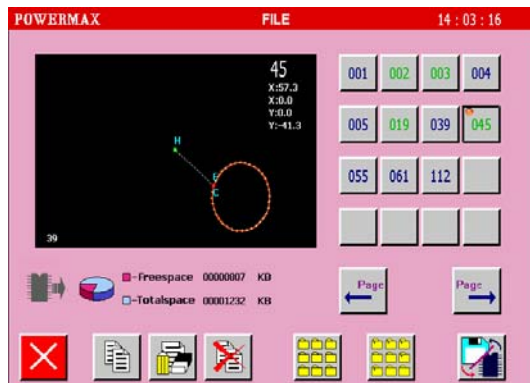 POWERMAX FILE 14 : 03 : 16
45
X:57.3
X:0.0
Y:0.0
Y:-41.3
H
E
C
39
001 002 003 004
005 019 039 045
055 061 112
-Freespace 00000007 KB
-Totalspace 00001232 KB
Page Page